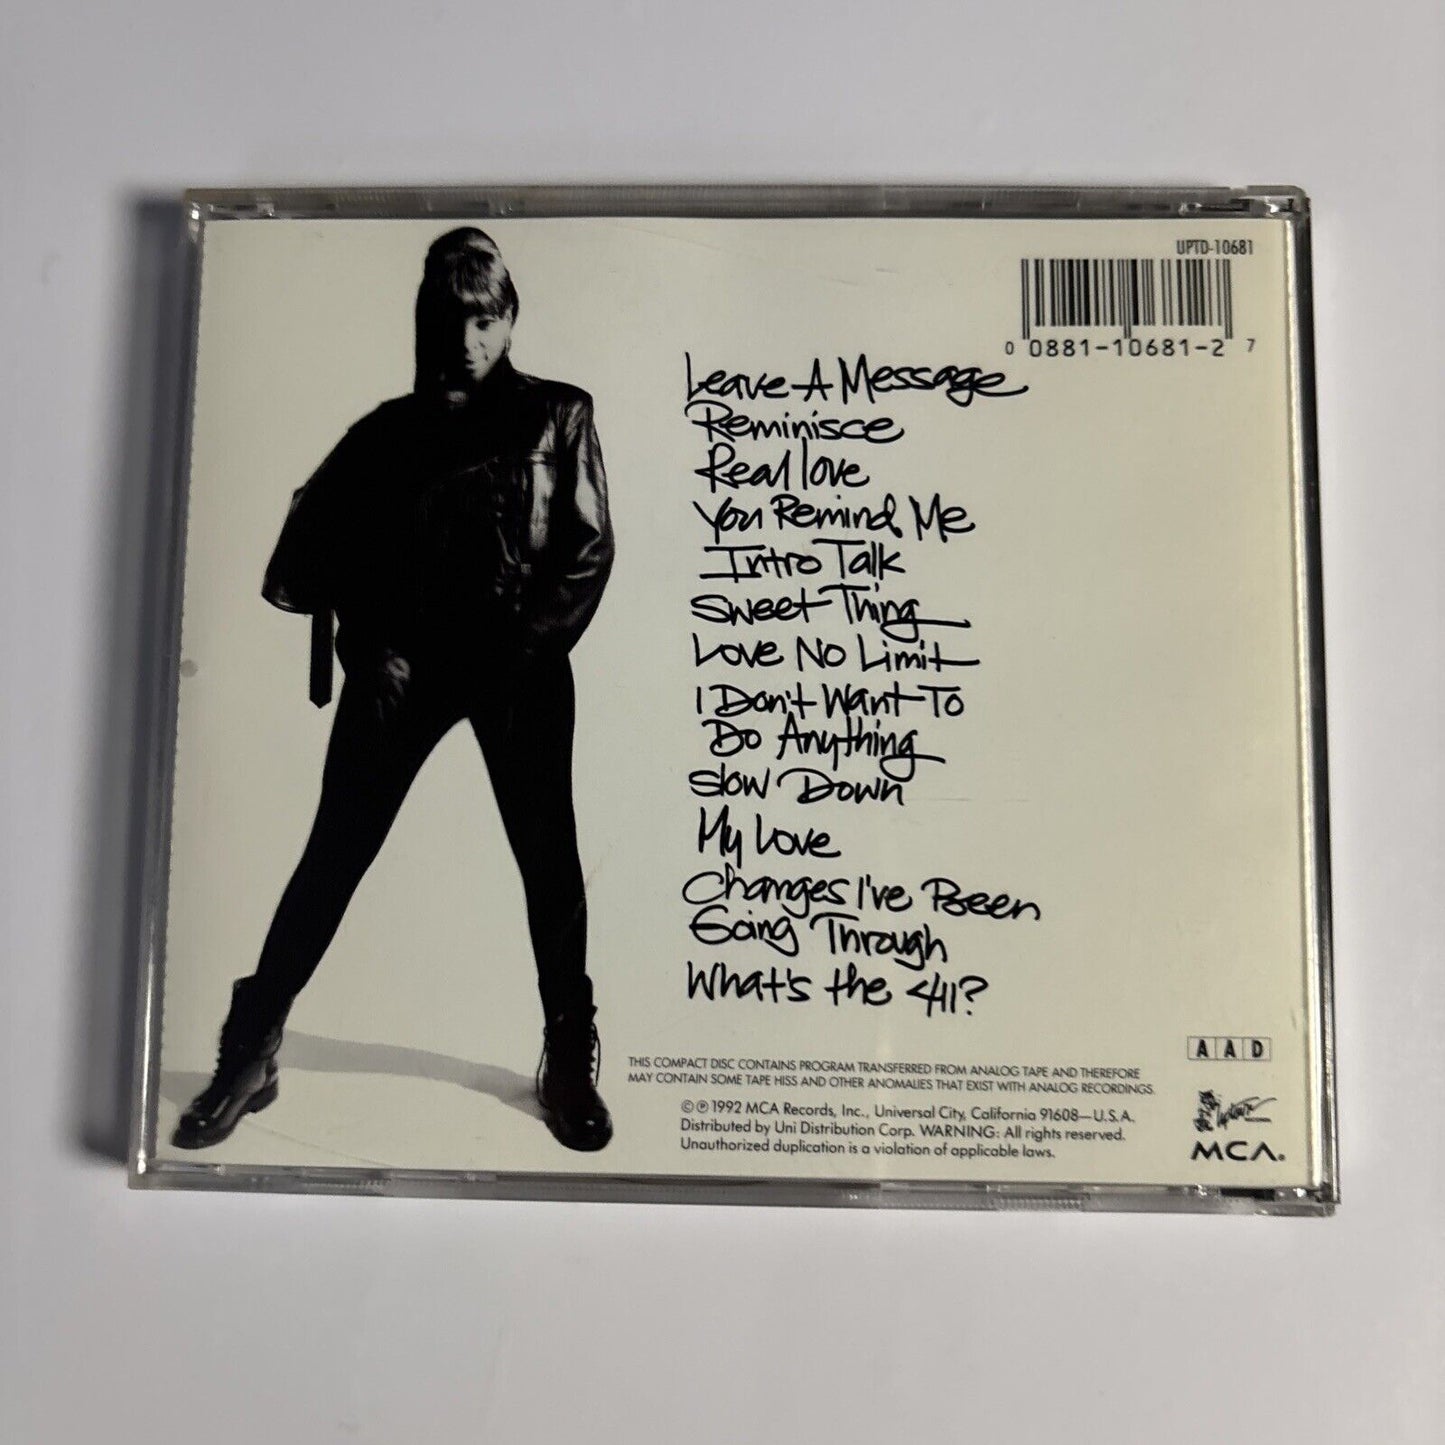 UPTD-10681
0 0881-10681-2 7
Leave A Message
Reminisce
Real love
You Remind Me
Intro Talk
Sweet Thing
Love No Limit
I Don't Want To
Do Anything
Slow Down
My Love
Changes I've Been
Going Through
What's the 411?
AAD
THIS COMPACT DISC CONTAINS PROGRAM TRANSFERRED FROM ANALOG TAPE AND THEREFORE
MAY CONTAIN SOME TAPE HISS AND OTHER ANOMALIES THAT EXIST WITH ANALOG RECORDINGS.
©℗1992 MCA Records, Inc., Universal City, California 91608—U.S.A.
Distributed by Uni Distribution Corp. WARNING: All rights reserved.
Unauthorized duplication is a violation of applicable laws.
Uptown
MCA®